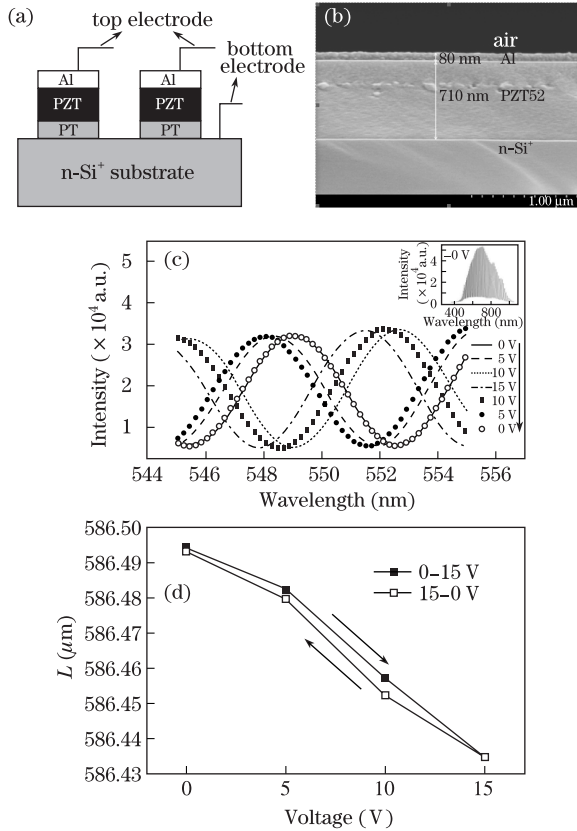 (a)
top electrode
bottom
electrode
Al
Al
PZT
PZT
PT
PT
n-Si⁺ substrate
(b)
air
80 nm Al
710 nm PZT52
n-Si⁺
1.00 μm
(c)
5
4
3
2
1
Intensity (×10⁴ a.u.)
544 546 548 550 552 554 556
Wavelength (nm)
Intensity
(×10⁴ a.u.)
4
2
0
0 V
400 800
Wavelength (nm)
0 V
5 V
10 V
15 V
10 V
5 V
0 V
586.50
586.49
586.48
586.47
586.46
586.45
586.44
586.43
L (μm)
(d)
0–15 V
15–0 V
0 5 10 15
Voltage (V)